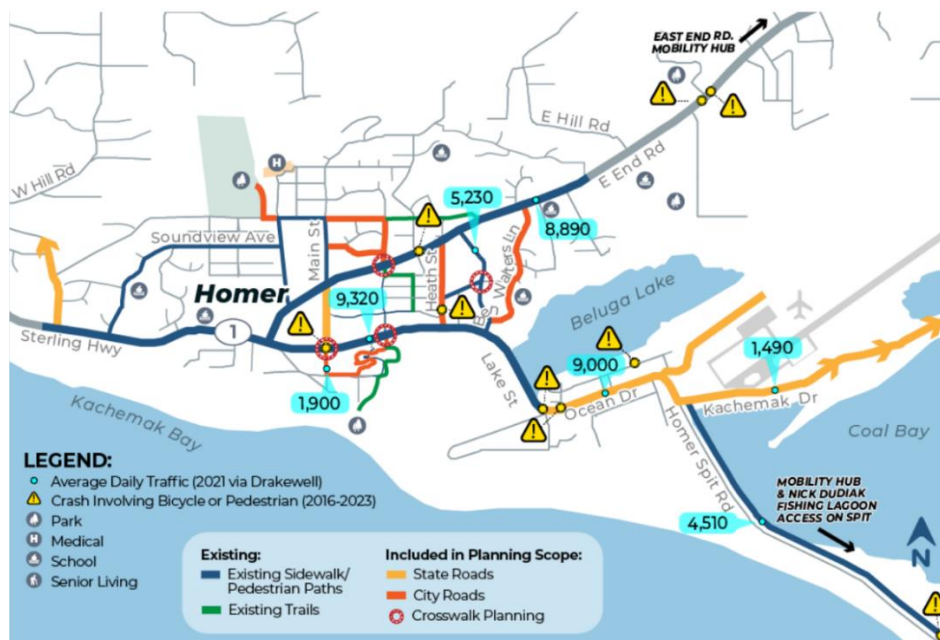 EAST END RD.
MOBILITY HUB
E Hill Rd
W Hill Rd
E End Rd
5,230
8,890
Soundview Ave
Main St
Heath St
Ben Walters Ln
Homer
9,320
Beluga Lake
1
Sterling Hwy
Lake St
9,000
1,490
1,900
Ocean Dr
Kachemak Dr
Kachemak Bay
Homer Spit Rd
Coal Bay
LEGEND:
Average Daily Traffic (2021 via Drakewell)
Crash Involving Bicycle or Pedestrian (2016-2023)
Park
H Medical
School
Senior Living
MOBILITY HUB
& NICK DUDIAK
FISHING LAGOON
ACCESS ON SPIT
4,510
N
Existing:
Existing Sidewalk/
Pedestrian Paths
Existing Trails
Included in Planning Scope:
State Roads
City Roads
Crosswalk Planning